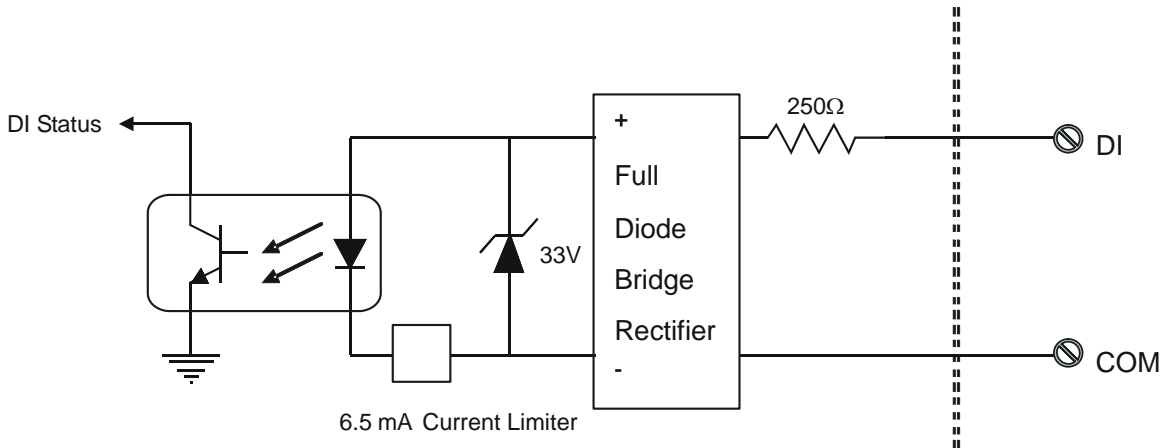 250Ω
DI Status
+
DI
Full
Diode
33V
Bridge
Rectifier
-
COM
6.5 mA Current Limiter